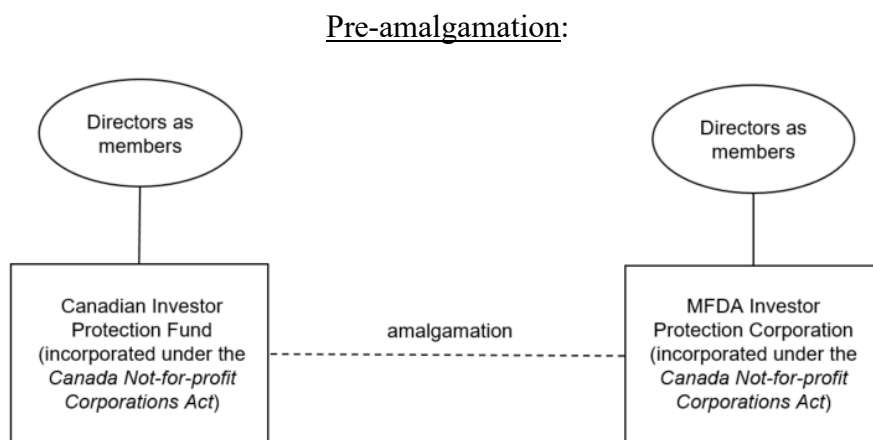 Pre-amalgamation:
Directors as
members
Directors as
members
Canadian Investor
Protection Fund
(incorporated under the
Canada Not-for-profit
Corporations Act)
amalgamation
MFDA Investor
Protection Corporation
(incorporated under the
Canada Not-for-profit
Corporations Act)